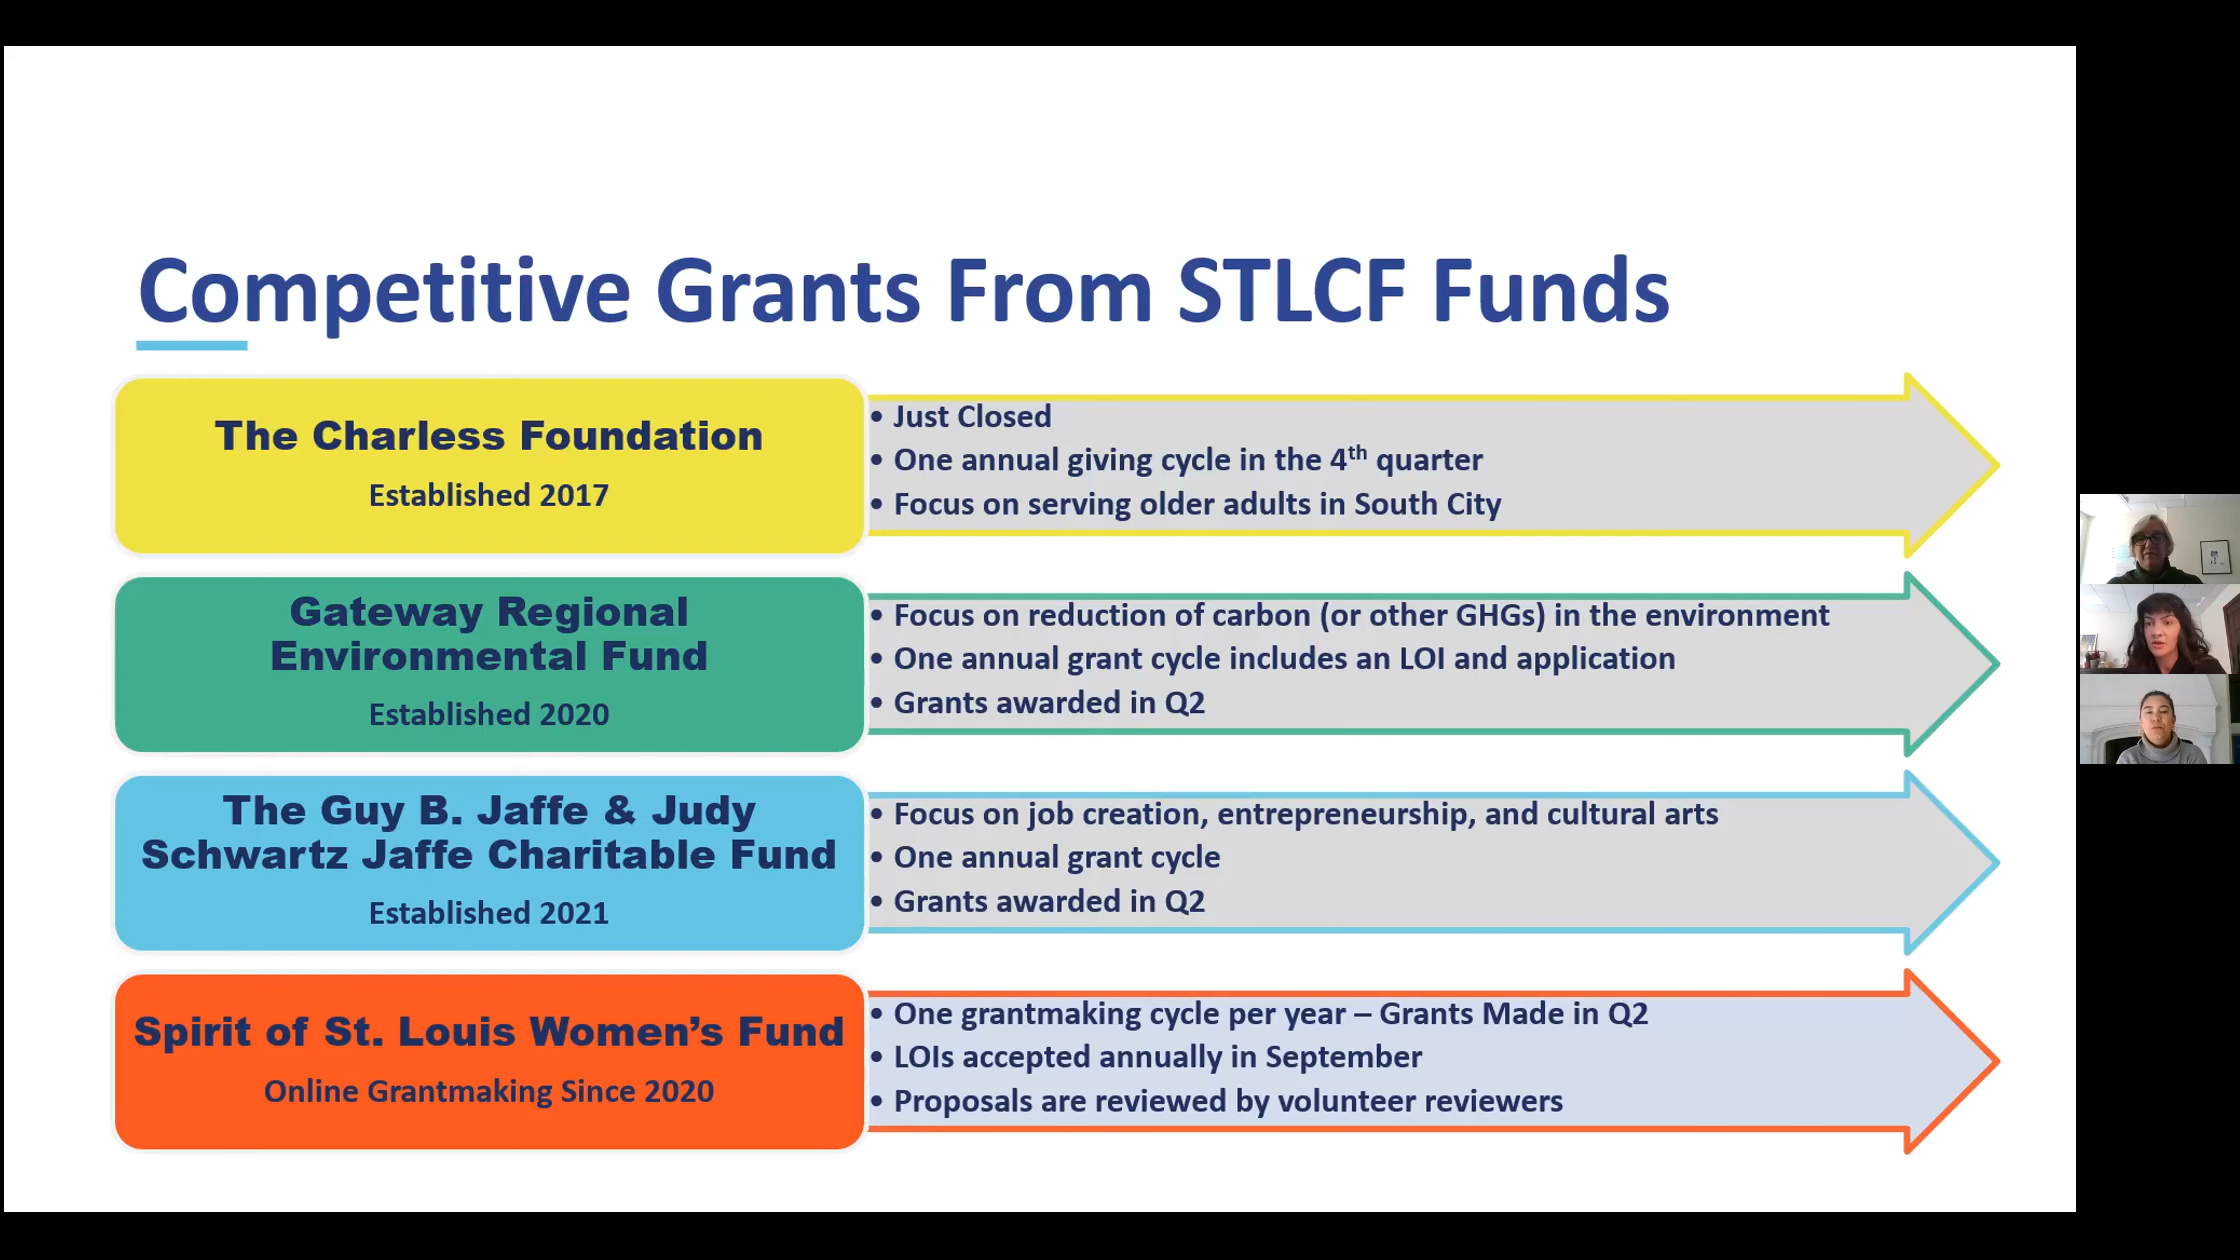 Competitive Grants From STLCF Funds
The Charless Foundation
Established 2017
• Just Closed
• One annual giving cycle in the 4th quarter
• Focus on serving older adults in South City
Gateway Regional
Environmental Fund
Established 2020
• Focus on reduction of carbon (or other GHGs) in the environment
• One annual grant cycle includes an LOI and application
• Grants awarded in Q2
The Guy B. Jaffe & Judy
Schwartz Jaffe Charitable Fund
Established 2021
• Focus on job creation, entrepreneurship, and cultural arts
• One annual grant cycle
• Grants awarded in Q2
Spirit of St. Louis Women’s Fund
Online Grantmaking Since 2020
• One grantmaking cycle per year – Grants Made in Q2
• LOIs accepted annually in September
• Proposals are reviewed by volunteer reviewers